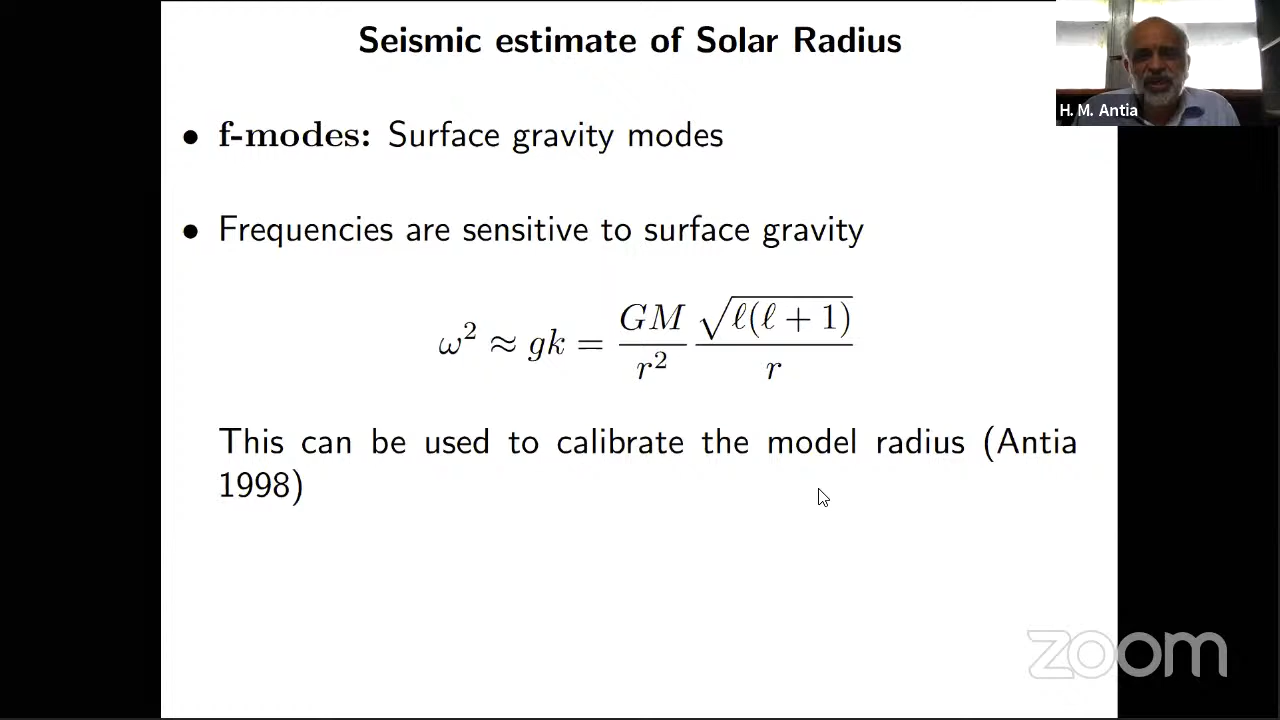 Seismic estimate of Solar Radius
H. M. Antia
• f-modes: Surface gravity modes
• Frequencies are sensitive to surface gravity
ω² ≈ gk = GM/r² √ℓ(ℓ + 1)/r
This can be used to calibrate the model radius (Antia
1998)
zoom